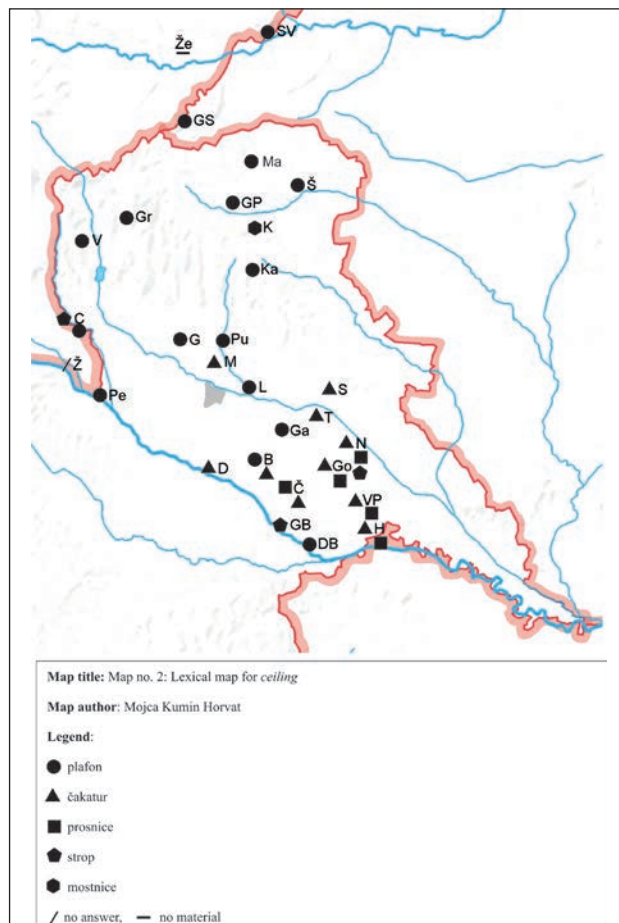 SV
Že
GS
Ma
Š
GP
Gr
K
V
Ka
C
G
Pu
M
Ž
L
S
Pe
T
Ga
N
B
Go
D
Č
VP
GB
H
DB
Map title: Map no. 2: Lexical map for ceiling
Map author: Mojca Kumin Horvat
Legend:
plafon
čakatur
prosnice
strop
mostnice
/ no answer, – no material